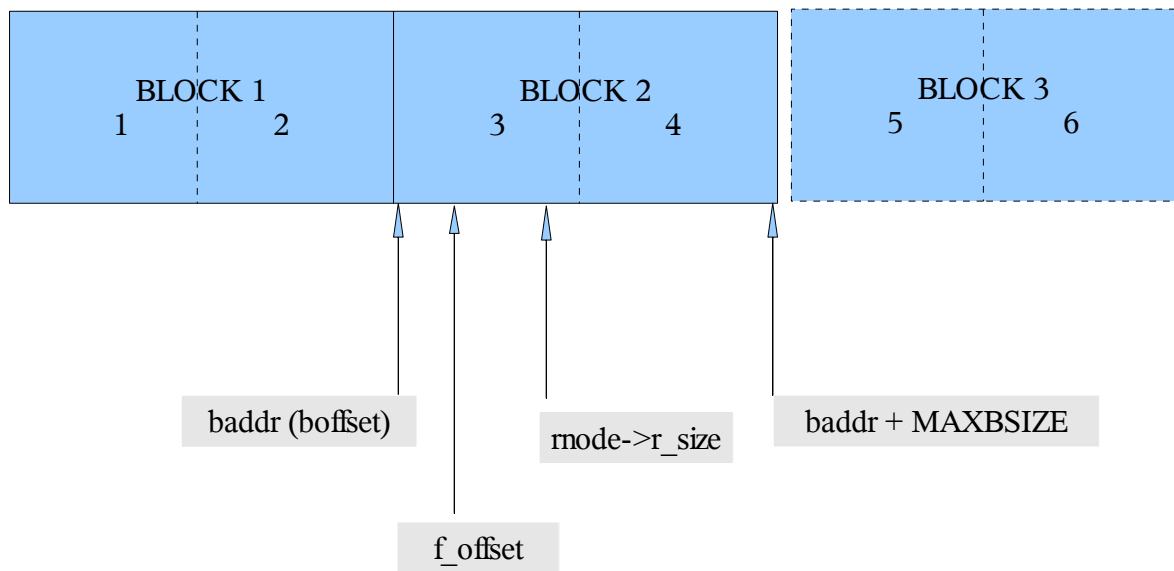 BLOCK 1
1 2
BLOCK 2
3 4
BLOCK 3
5 6
baddr (boffset)
rnode->r_size
baddr + MAXBSIZE
f_offset